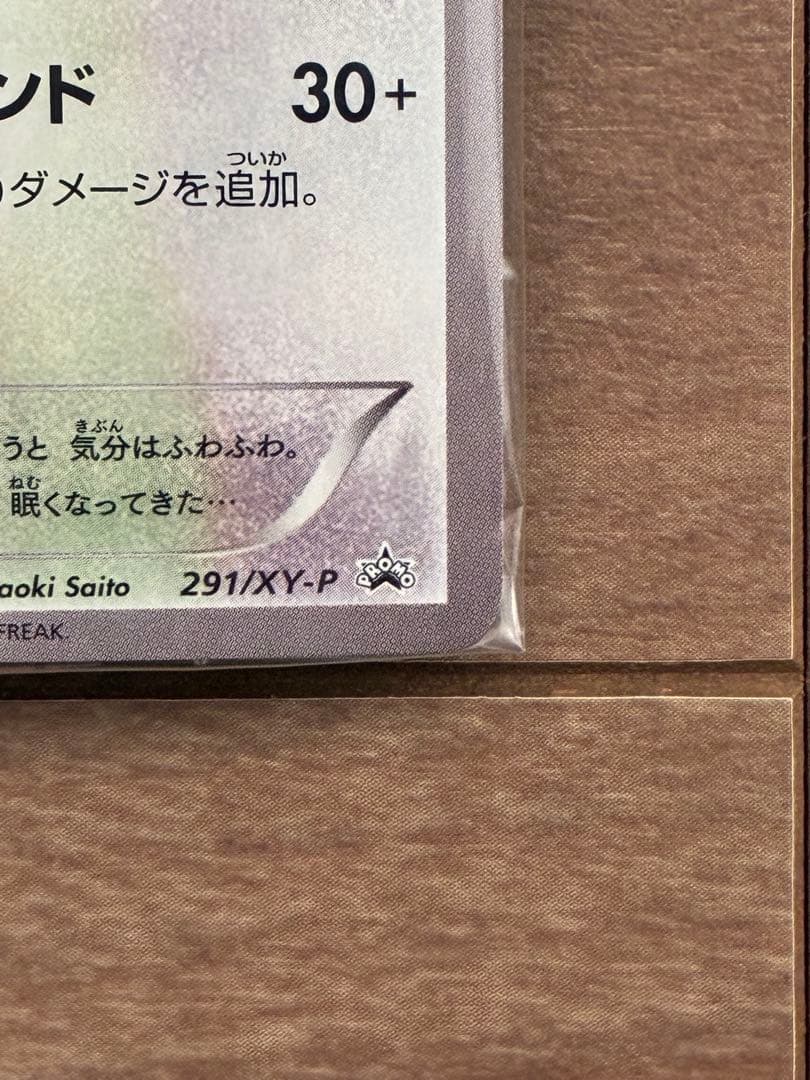 ンド 30+
ついか
ダメージを追加。
きぶん
うと 気分はふわふわ。
ねむ
眠くなってきた…
aoki Saito 291/XY-P PROMO
FREAK.